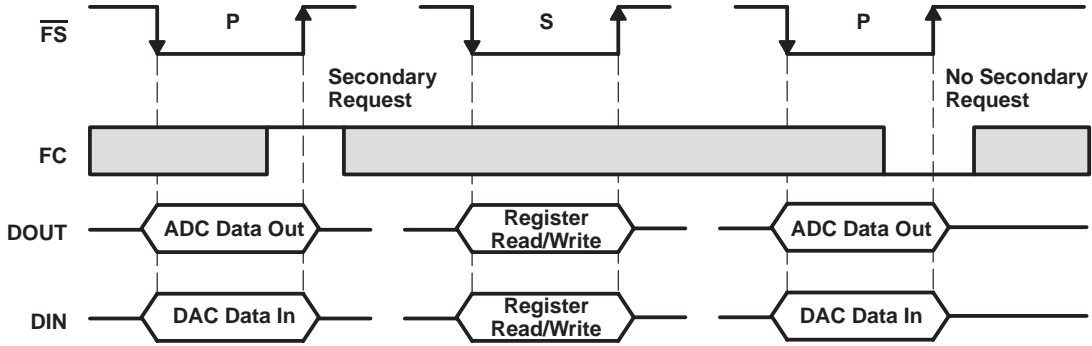 FS
P
S
P
Secondary
Request
No Secondary
Request
FC
DOUT
ADC Data Out
Register
Read/Write
ADC Data Out
DIN
DAC Data In
Register
Read/Write
DAC Data In